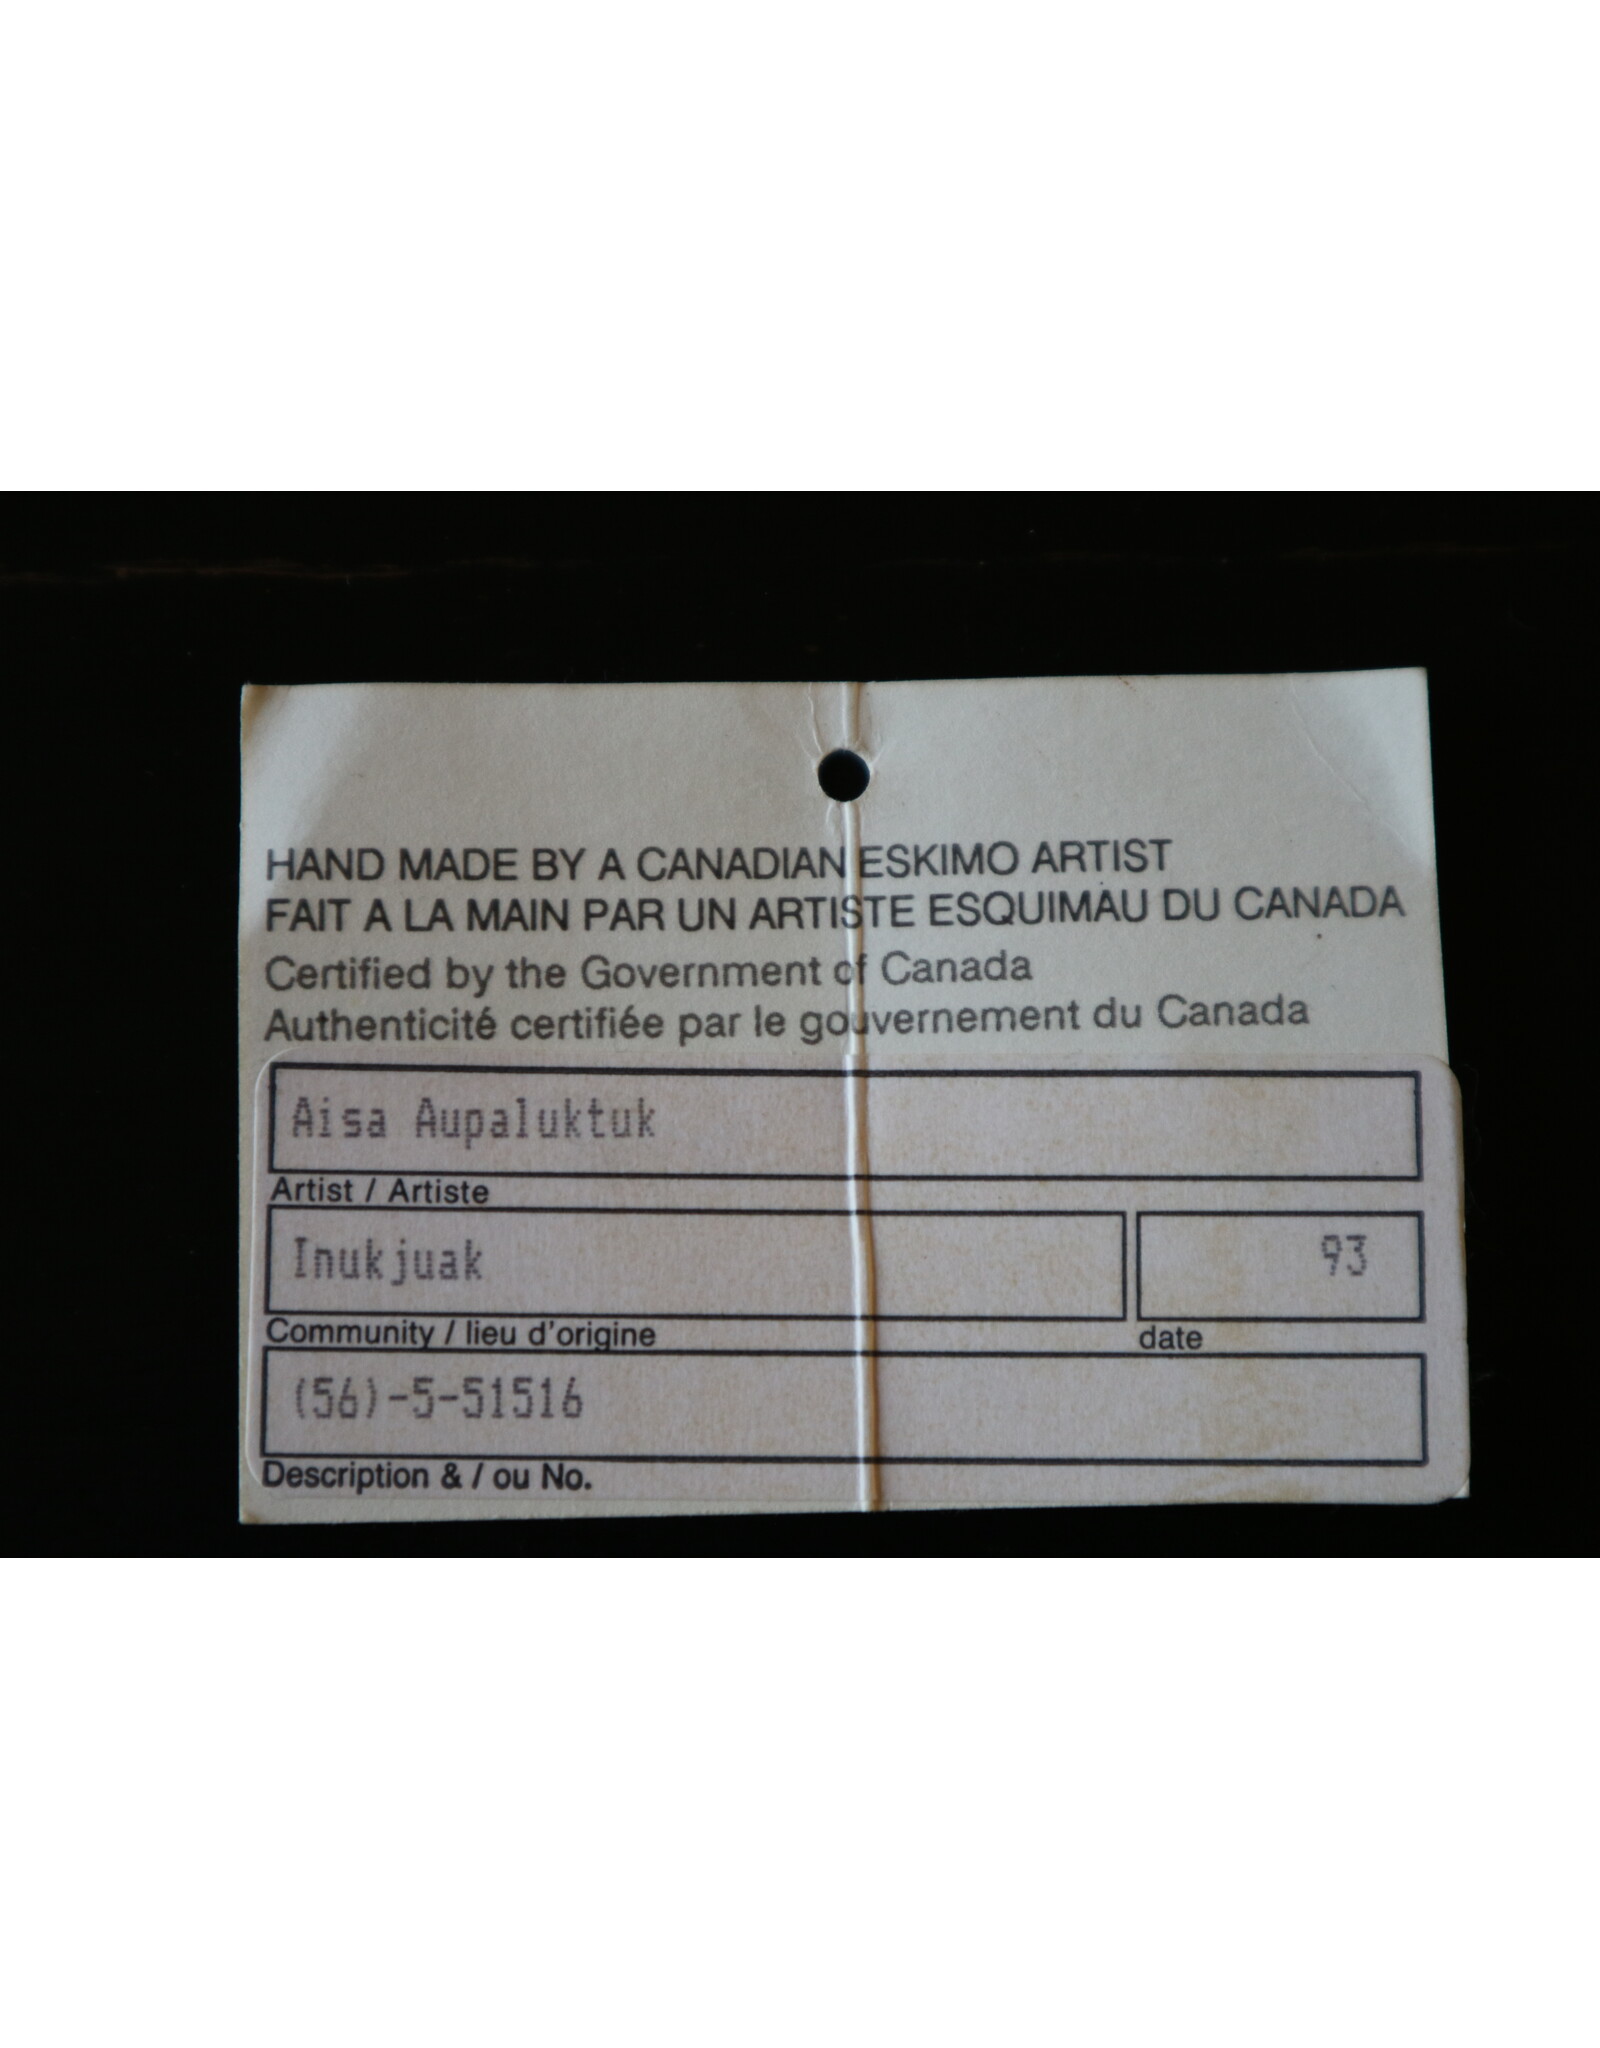 HAND MADE BY A CANADIAN ESKIMO ARTIST
FAIT A LA MAIN PAR UN ARTISTE ESQUIMAU DU CANADA
Certified by the Government of Canada
Authenticité certifiée par le gouvernement du Canada
Aisa Aupaluktuk
Artist / Artiste
Inukjuak 93
Community / lieu d'origine date
(56)-5-51516
Description & / ou No.